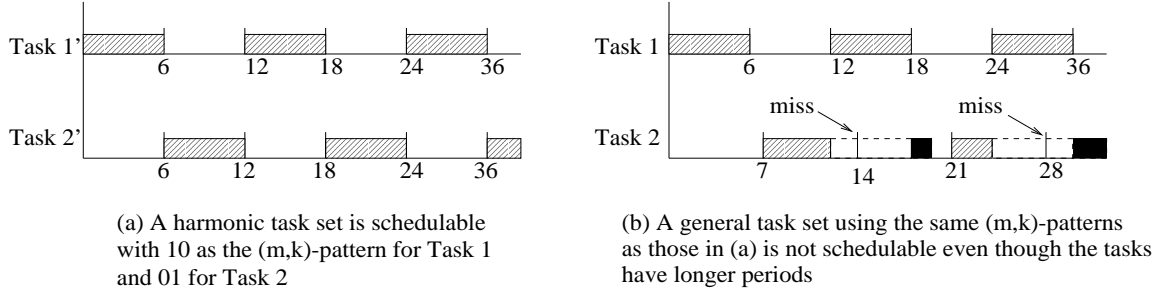 Task 1'
6 12 18 24 36
Task 2'
6 12 18 24 36
(a) A harmonic task set is schedulable
with 10 as the (m,k)-pattern for Task 1
and 01 for Task 2
Task 1
6 12 18 24 36
miss miss
Task 2
7 14 21 28
(b) A general task set using the same (m,k)-patterns
as those in (a) is not schedulable even though the tasks
have longer periods